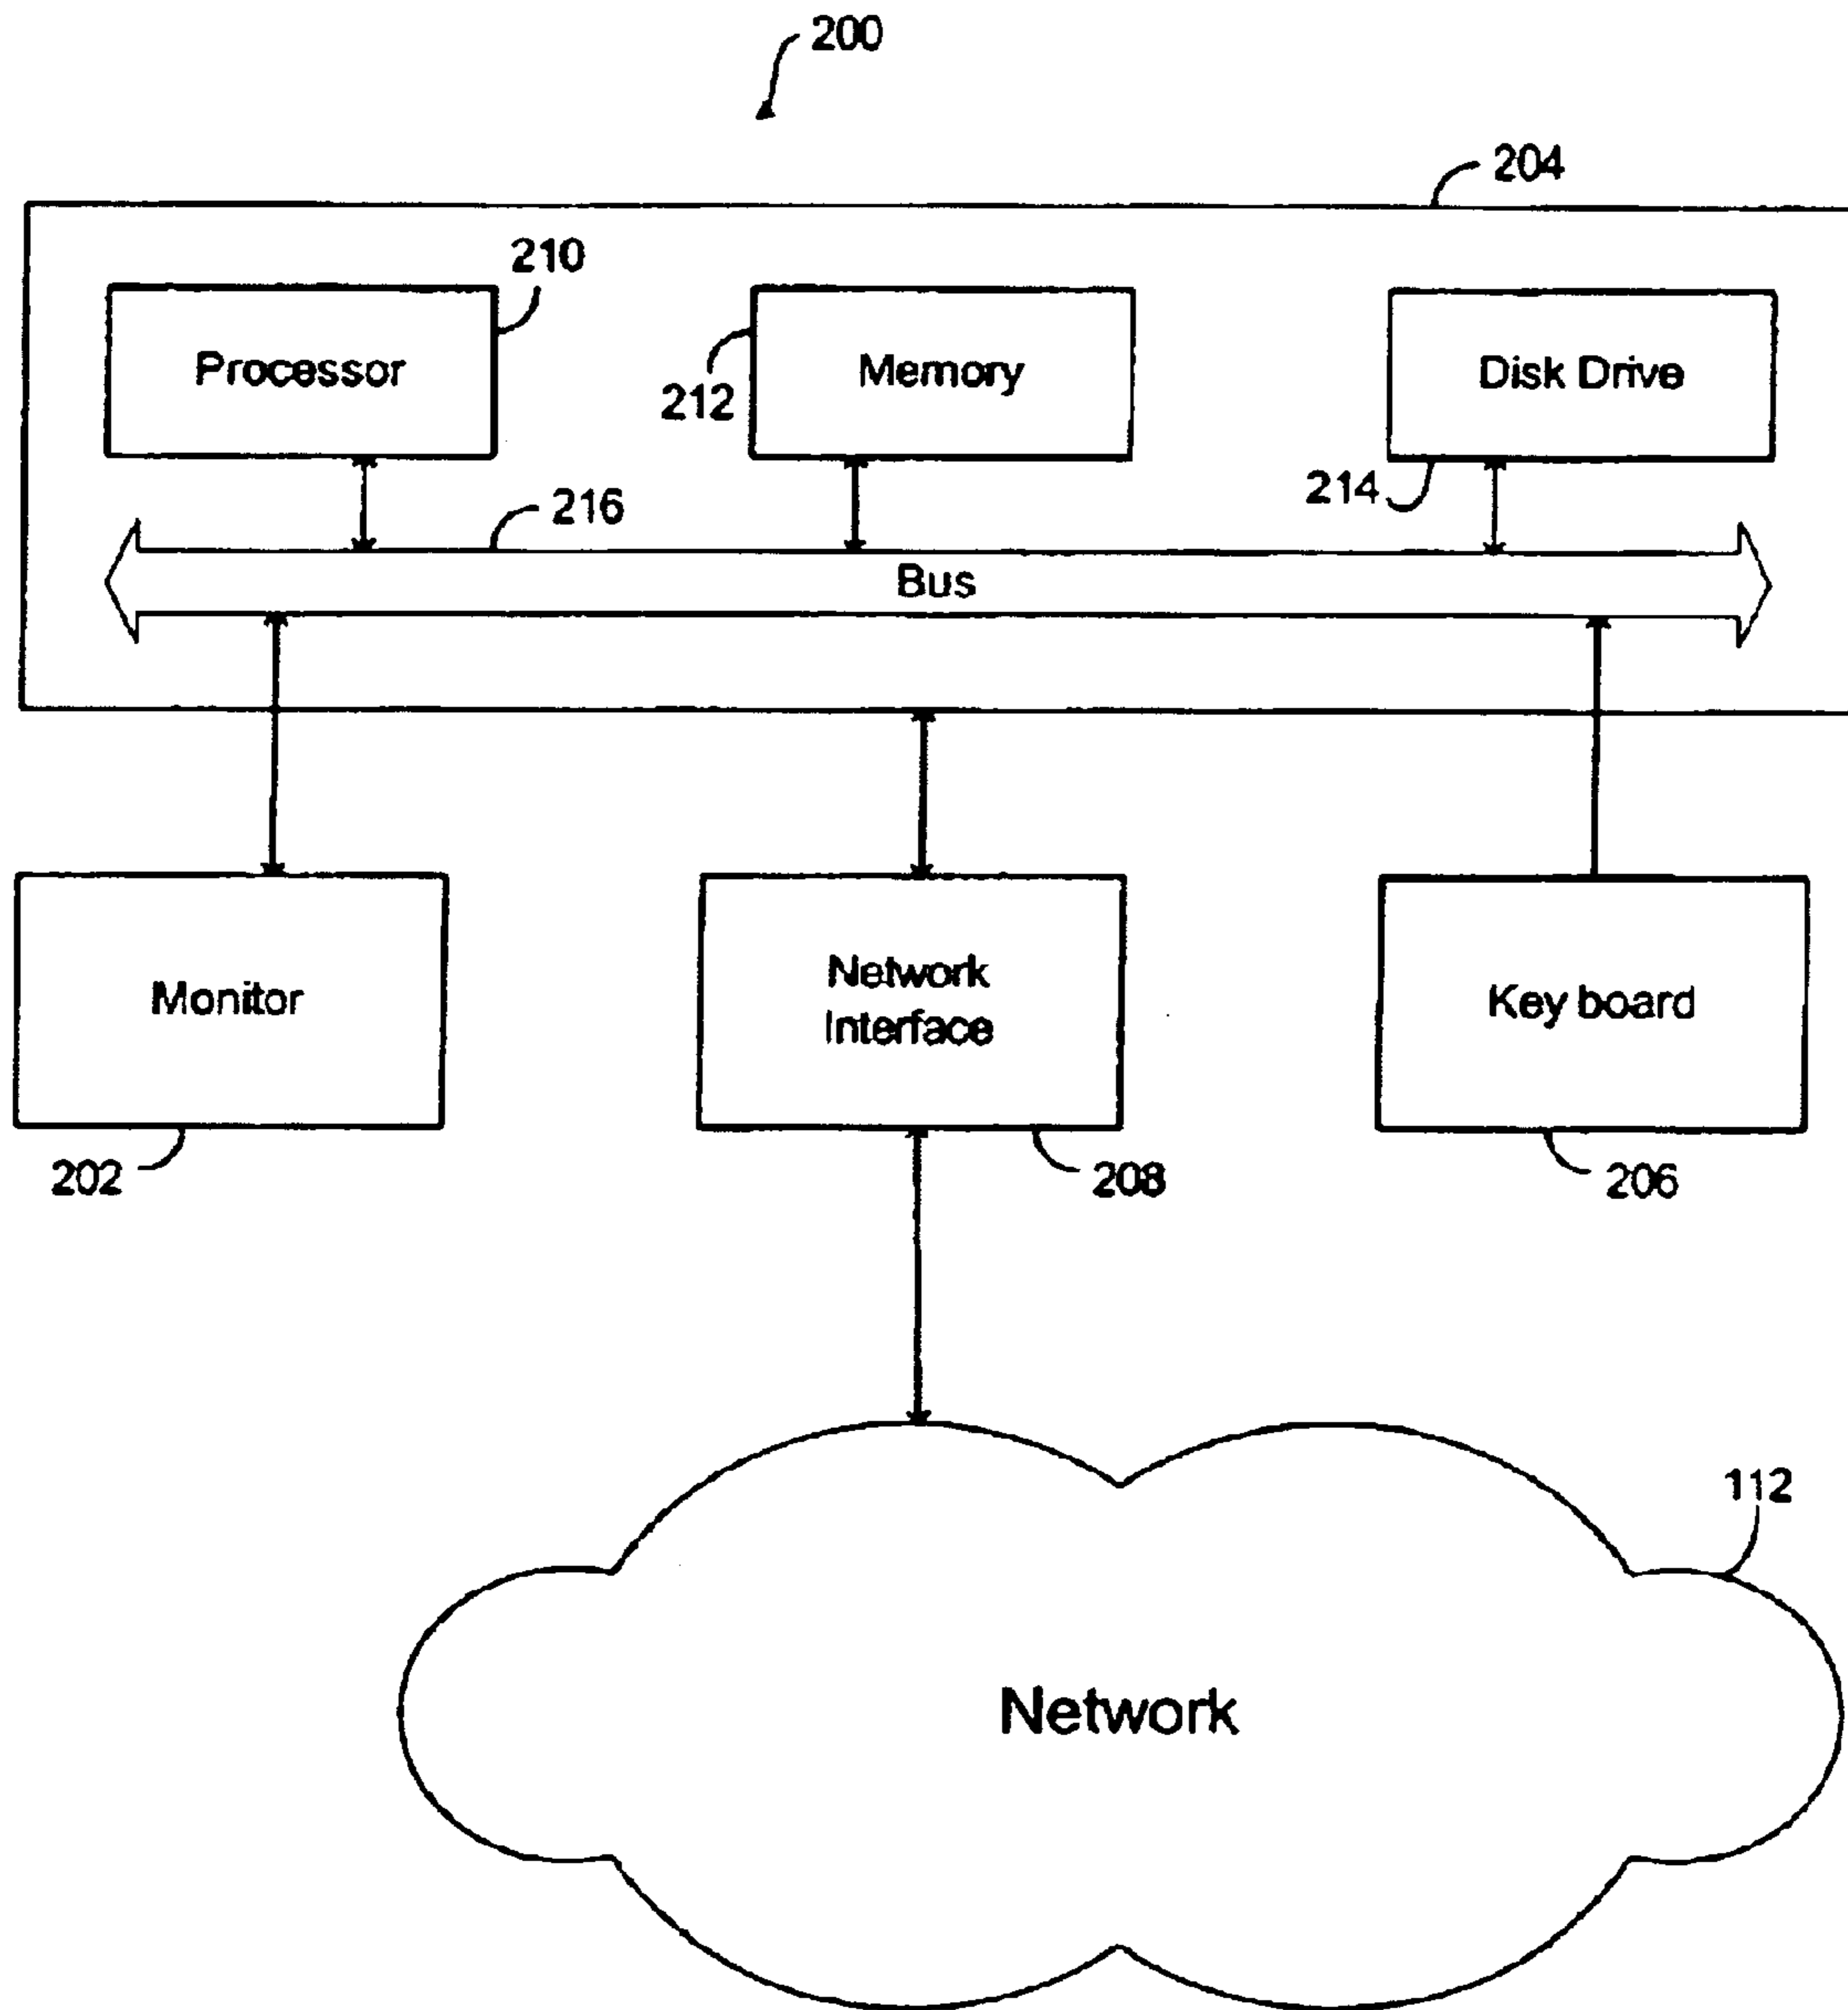 200
204
210
Processor
212
Memory
Disk Drive
214
216
Bus
Monitor
Network
Interface
Key board
202
208
206
112
Network